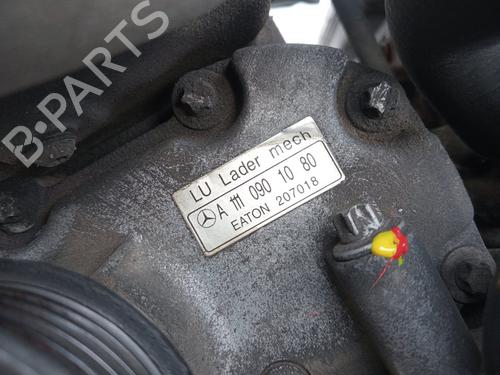 B-PARTS
LU Lader mech
A 111 090 10 80
EATON 207018